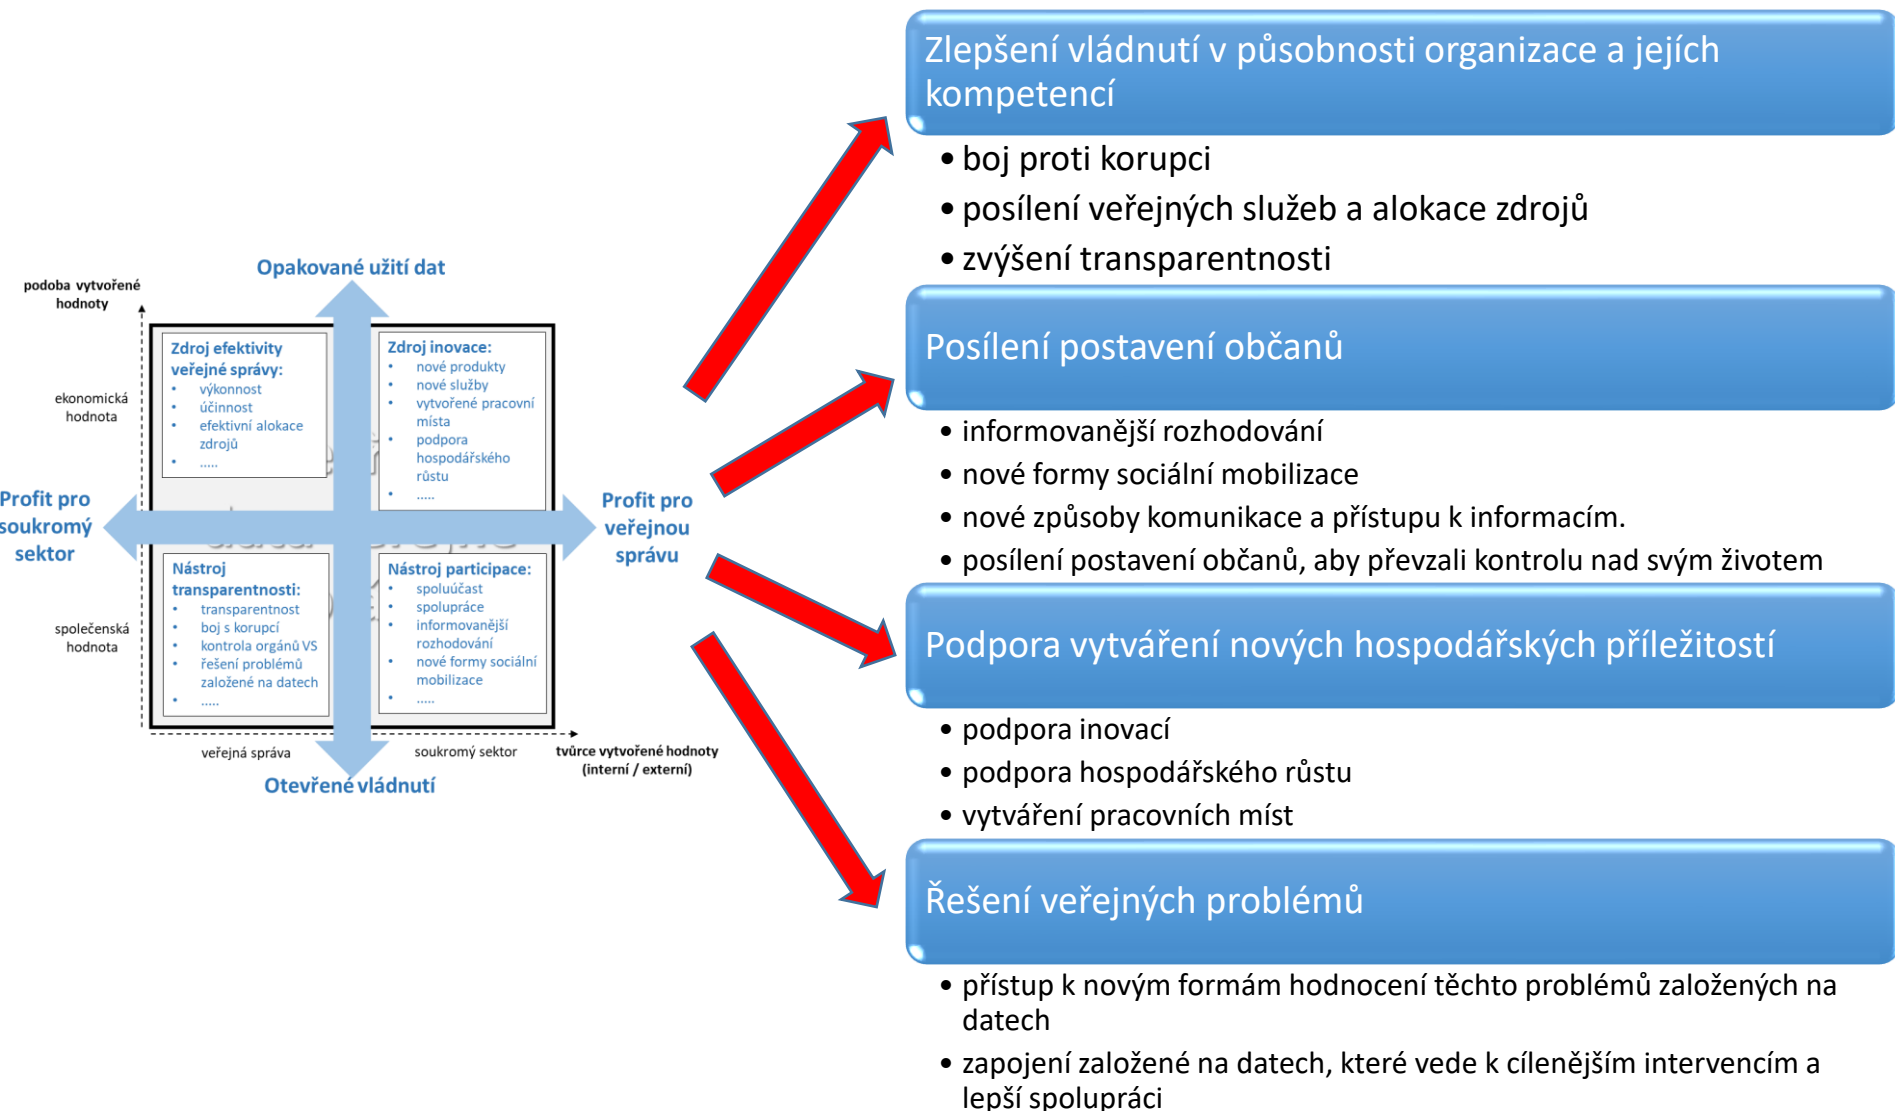 Opakované užití dat
podoba vytvořené
hodnoty
Zdroj efektivity
veřejné správy:
• výkonnost
• účinnost
• efektivní alokace
zdrojů
• .....
Zdroj inovace:
• nové produkty
• nové služby
• vytvořené pracovní
místa
• podpora
hospodářského
růstu
• .....
ekonomická
hodnota
Profit pro
soukromý
sektor
Profit pro
veřejnou
správu
společenská
hodnota
Nástroj
transparentnosti:
• transparentnost
• boj s korupcí
• kontrola orgánů VS
• řešení problémů
založené na datech
• .....
Nástroj participace:
• spoluúčast
• spolupráce
• informovanější
rozhodování
• nové formy sociální
mobilizace
• .....
veřejná správa
soukromý sektor
tvůrce vytvořené hodnoty
(interní / externí)
Otevřené vládnutí
Zlepšení vládnutí v působnosti organizace a jejích
kompetencí
• boj proti korupci
• posílení veřejných služeb a alokace zdrojů
• zvýšení transparentnosti
Posílení postavení občanů
• informovanější rozhodování
• nové formy sociální mobilizace
• nové způsoby komunikace a přístupu k informacím.
• posílení postavení občanů, aby převzali kontrolu nad svým životem
Podpora vytváření nových hospodářských příležitostí
• podpora inovací
• podpora hospodářského růstu
• vytváření pracovních míst
Řešení veřejných problémů
• přístup k novým formám hodnocení těchto problémů založených na
datech
• zapojení založené na datech, které vede k cílenějším intervencím a
lepší spolupráci